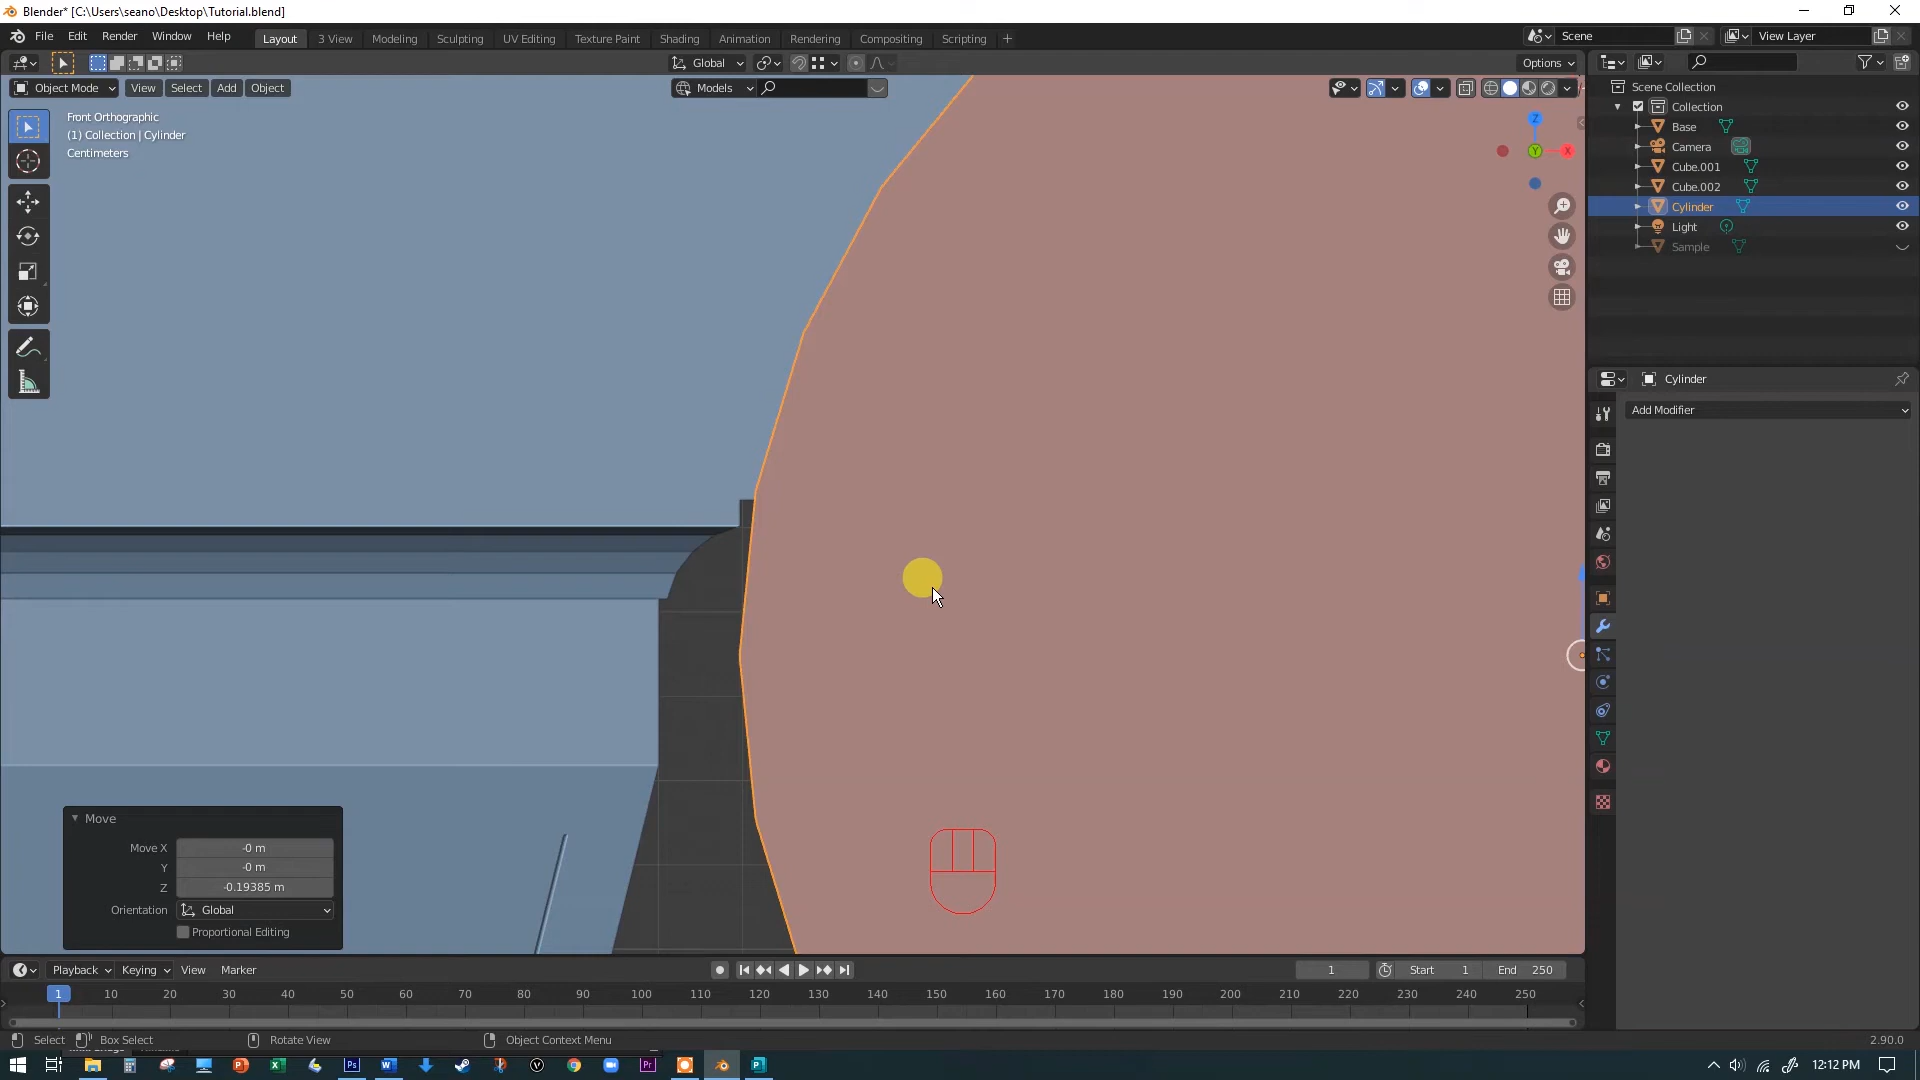 Blender* [C:\Users\seano\Desktop\Tutorial.blend]
File Edit Render Window Help
Layout 3 View Modeling Sculpting UV Editing Texture Paint Shading Animation Rendering Compositing Scripting +
Scene
View Layer
Global
Options
Object Mode View Select Add Object
Models
Front Orthographic
(1) Collection | Cylinder
Centimeters
Z
Y
X
Scene Collection
Collection
Base
Camera
Cube.001
Cube.002
Cylinder
Light
Sample
Cylinder
Add Modifier
Move
Move X -0 m
Y -0 m
Z -0.19385 m
Orientation Global
Proportional Editing
Playback Keying View Marker
1
Start 1
End 250
1 10 20 30 40 50 60 70 80 90 100 110 120 130 140 150 160 170 180 190 200 210 220 230 240 250
Select Box Select Rotate View Object Context Menu
2.90.0
12:12 PM